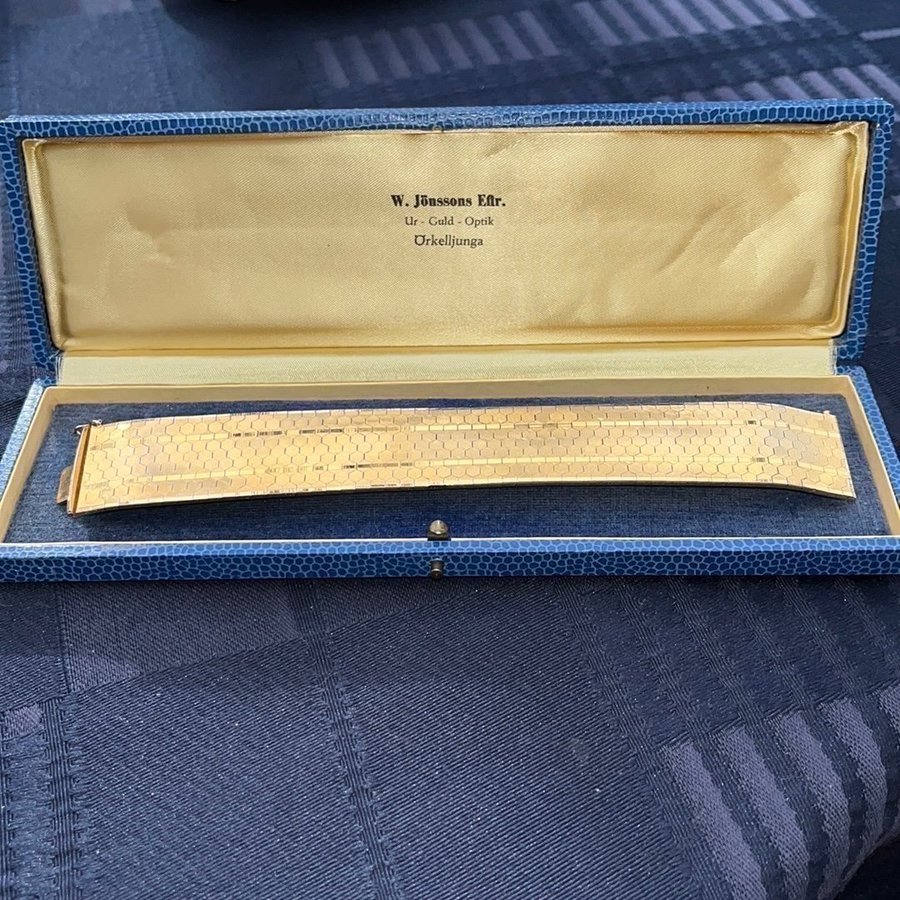 W. Jönssons Eftr.
Ur - Guld - Optik
Örkelljunga